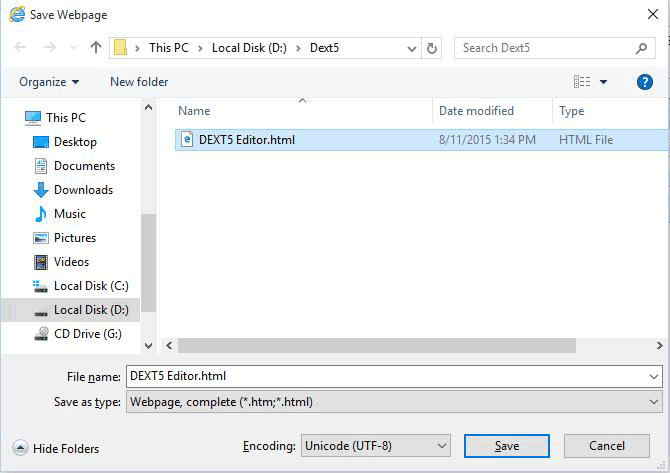 Save Webpage
This PC > Local Disk (D:) > Dext5
Search Dext5
Organize
New folder
Name
Date modified
Type
This PC
Desktop
Documents
Downloads
Music
Pictures
Videos
Local Disk (C:)
Local Disk (D:)
CD Drive (G:)
DEXT5 Editor.html
8/11/2015 1:34 PM
HTML File
File name: DEXT5 Editor.html
Save as type: Webpage, complete (*.htm;*.html)
Hide Folders
Encoding: Unicode (UTF-8)
Save
Cancel